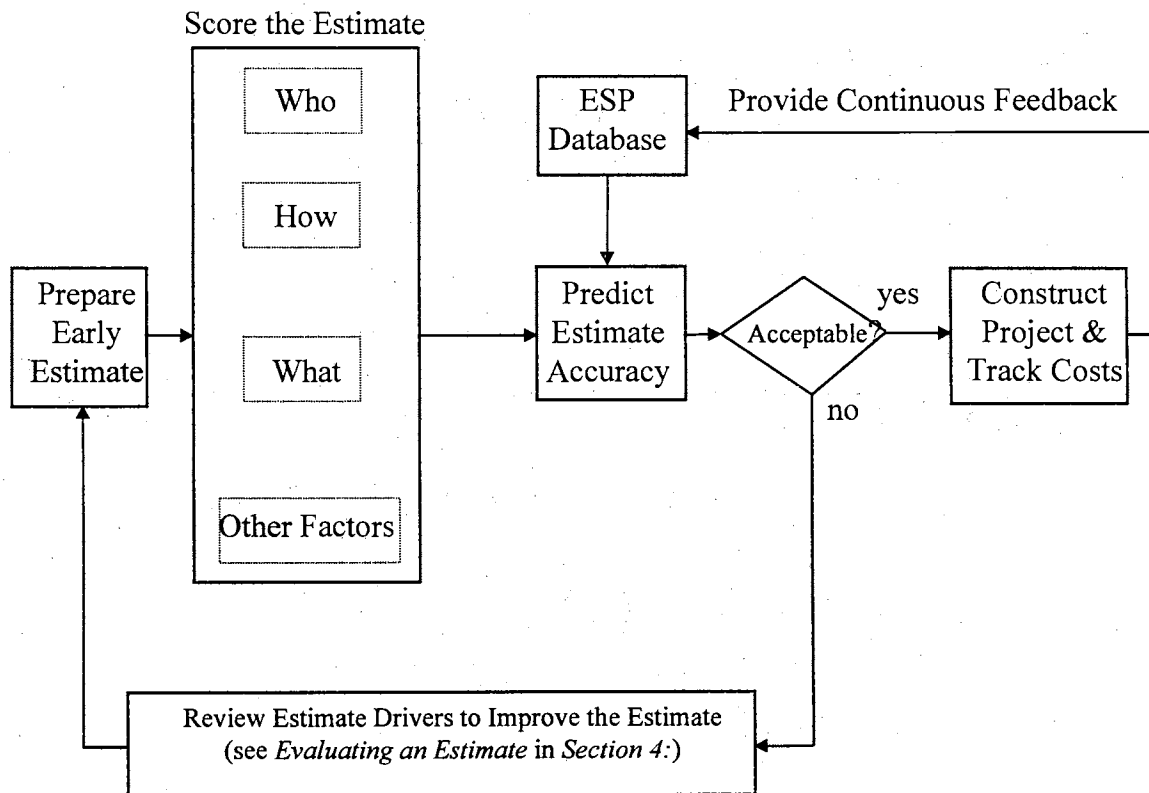 Score the Estimate
Who
How
What
Other Factors
Prepare
Early
Estimate
ESP
Database
Provide Continuous Feedback
Predict
Estimate
Accuracy
Acceptable?
yes
no
Construct
Project &
Track Costs
Review Estimate Drivers to Improve the Estimate
(see Evaluating an Estimate in Section 4:)